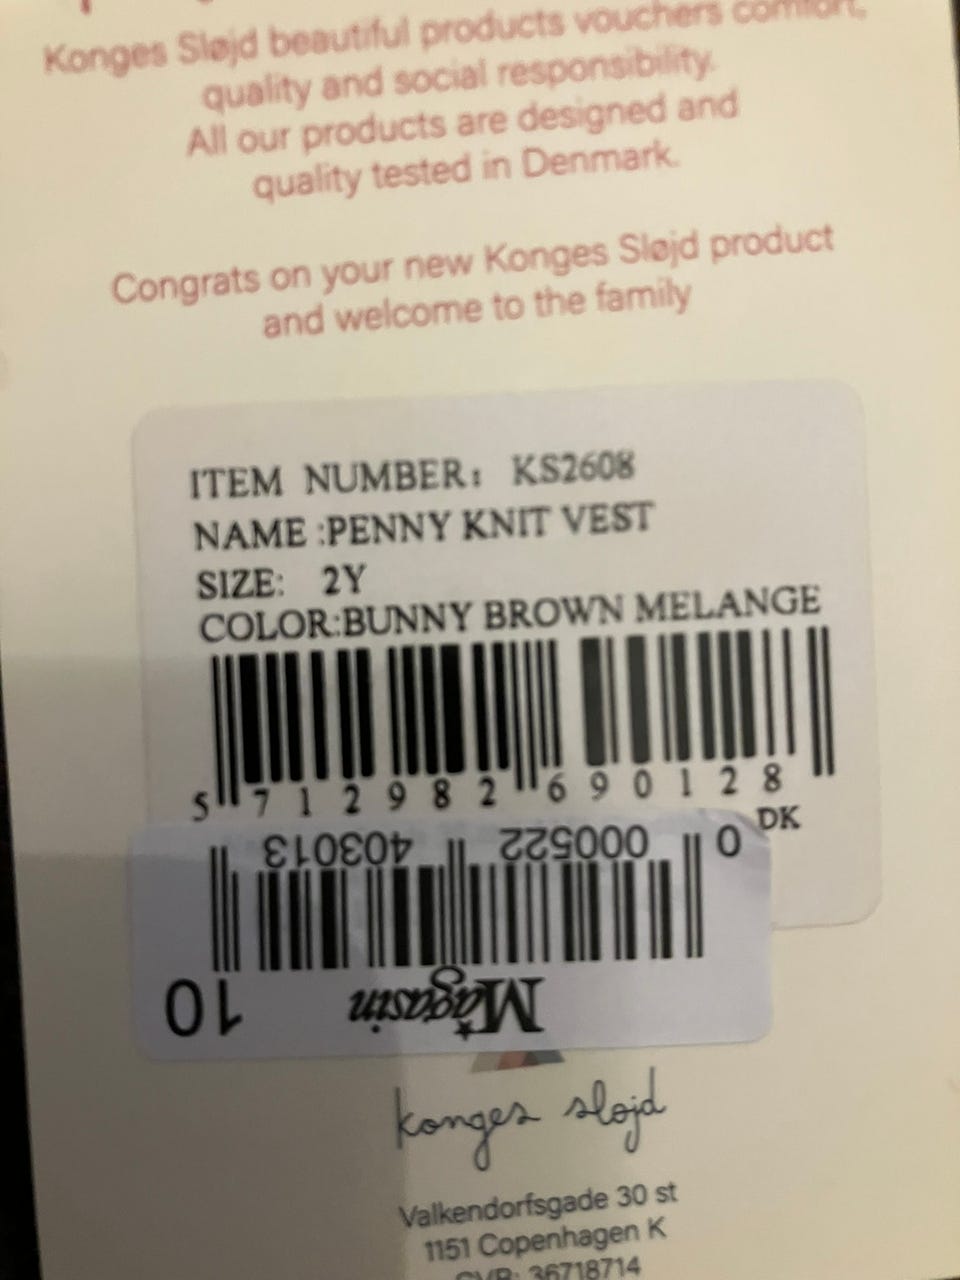 Konges Sløjd beautiful products vouchers comfort,
quality and social responsibility.
All our products are designed and
quality tested in Denmark.
Congrats on your new Konges Sløjd product
and welcome to the family
ITEM NUMBER: KS2608
NAME :PENNY KNIT VEST
SIZE: 2Y
COLOR:BUNNY BROWN MELANGE
5 712982 690128
DK
0 000522 403013
Magasin
10
konges sløjd
Valkendorfsgade 30 st
1151 Copenhagen K
CVR: 36718714